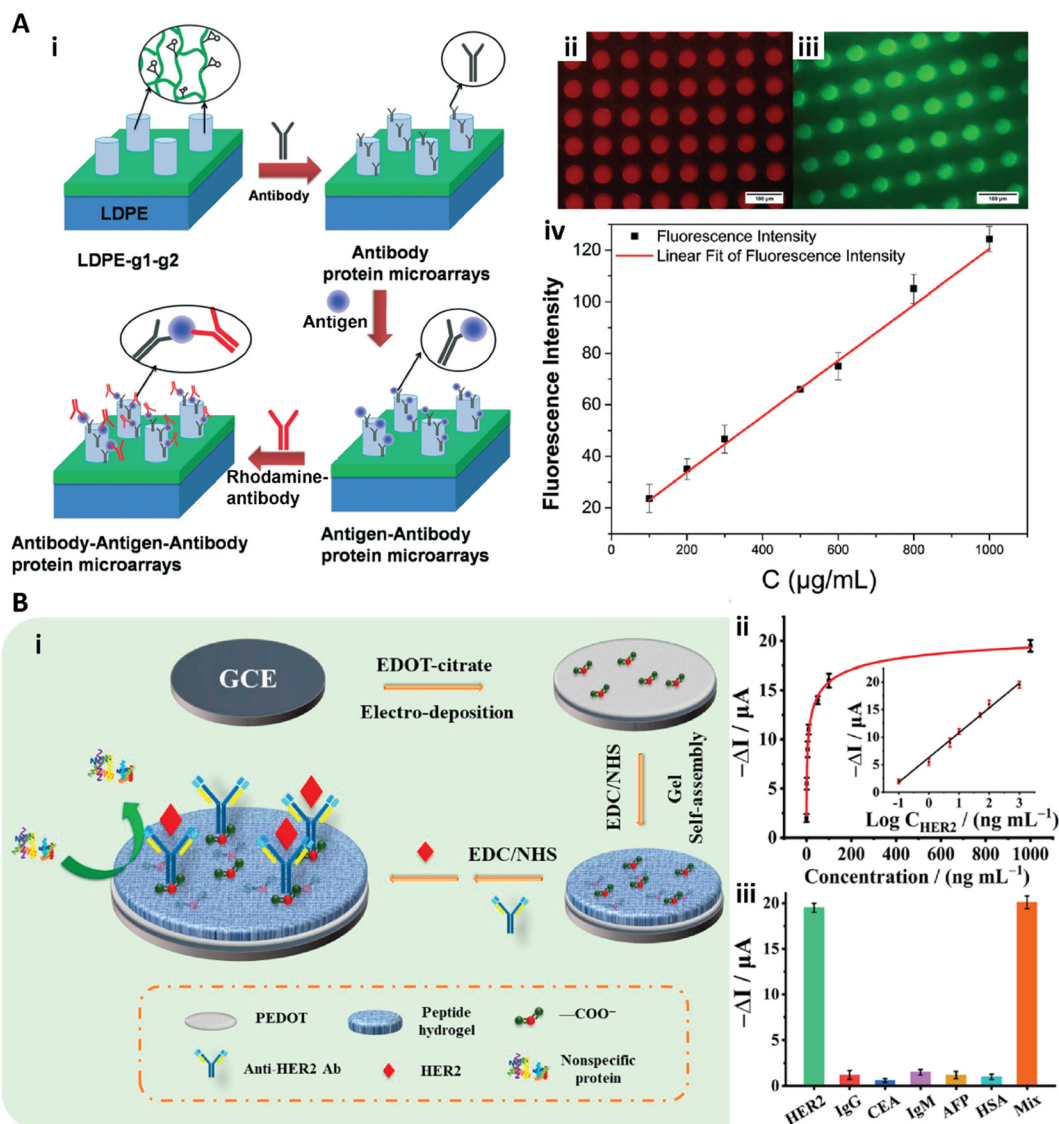 A
i
LDPE
LDPE-g1-g2
Antibody
Antibody
protein microarrays
Antigen
Rhodamine-
antibody
Antigen-Antibody
protein microarrays
Antibody-Antigen-Antibody
protein microarrays
ii
100 μm
iii
100 μm
iv
Fluorescence Intensity
Linear Fit of Fluorescence Intensity
Fluorescence Intensity
120
100
80
60
40
20
0 200 400 600 800 1000
C (μg/mL)
B
i
GCE
EDOT-citrate
Electro-deposition
EDC/NHS
Gel
Self-assembly
EDC/NHS
PEDOT
Peptide
hydrogel
—COO⁻
Anti-HER2 Ab
HER2
Nonspecific
protein
ii
−ΔI / μA
20
15
10
5
0
0 200 400 600 800 1000
Concentration / (ng mL⁻¹)
−ΔI / μA
20
15
10
5
0
-1 0 1 2 3
Log C_HER2 / (ng mL⁻¹)
iii
−ΔI / μA
20
15
10
5
0
HER2 IgG CEA IgM AFP HSA Mix